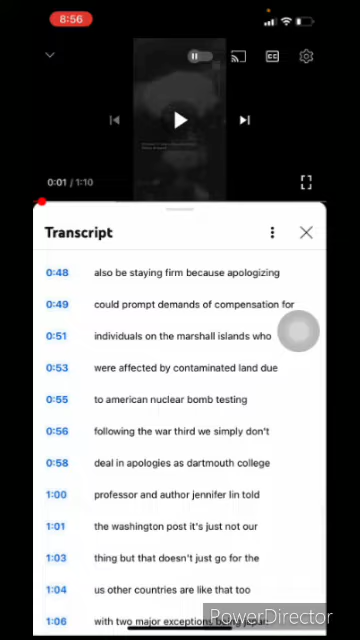 8:56
0:01 / 1:10
Transcript
0:48 also be staying firm because apologizing
0:49 could prompt demands of compensation for
0:51 individuals on the marshall islands who
0:53 were affected by contaminated land due
0:55 to american nuclear bomb testing
0:56 following the war third we simply don't
0:58 deal in apologies as dartmouth college
1:00 professor and author jennifer lin told
1:01 the washington post it's just not our
1:03 thing but that doesn't just go for the
1:04 us other countries are like that too
1:06 with two major exceptions
PowerDirector